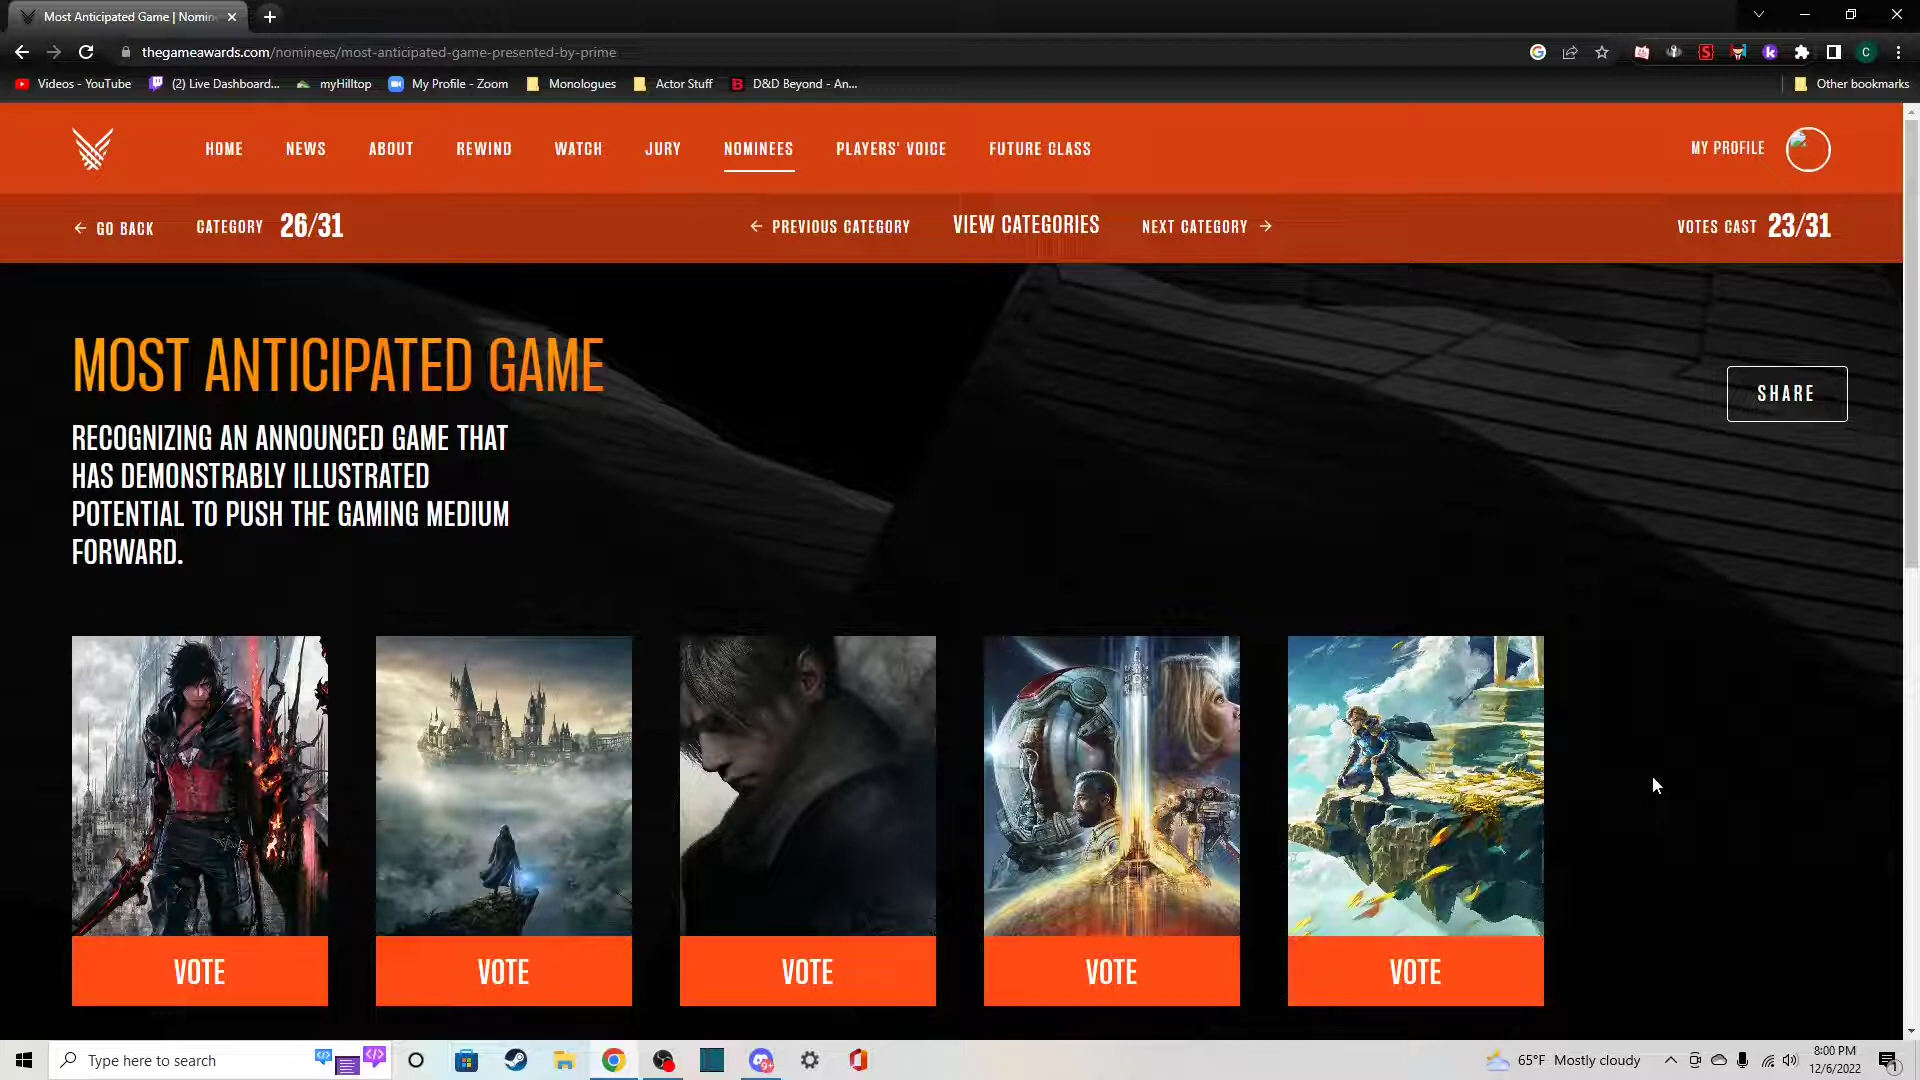 Most Anticipated Game | Nomin
thegameawards.com/nominees/most-anticipated-game-presented-by-prime
Videos - YouTube
(2) Live Dashboard...
myHilltop
My Profile - Zoom
Monologues
Actor Stuff
D&D Beyond - An...
Other bookmarks
HOME
NEWS
ABOUT
REWIND
WATCH
JURY
NOMINEES
PLAYERS' VOICE
FUTURE CLASS
MY PROFILE
GO BACK
CATEGORY 26/31
PREVIOUS CATEGORY
VIEW CATEGORIES
NEXT CATEGORY
VOTES CAST 23/31
MOST ANTICIPATED GAME
SHARE
RECOGNIZING AN ANNOUNCED GAME THAT
HAS DEMONSTRABLY ILLUSTRATED
POTENTIAL TO PUSH THE GAMING MEDIUM
FORWARD.
VOTE
VOTE
VOTE
VOTE
VOTE
Type here to search
65°F Mostly cloudy
8:00 PM
12/6/2022